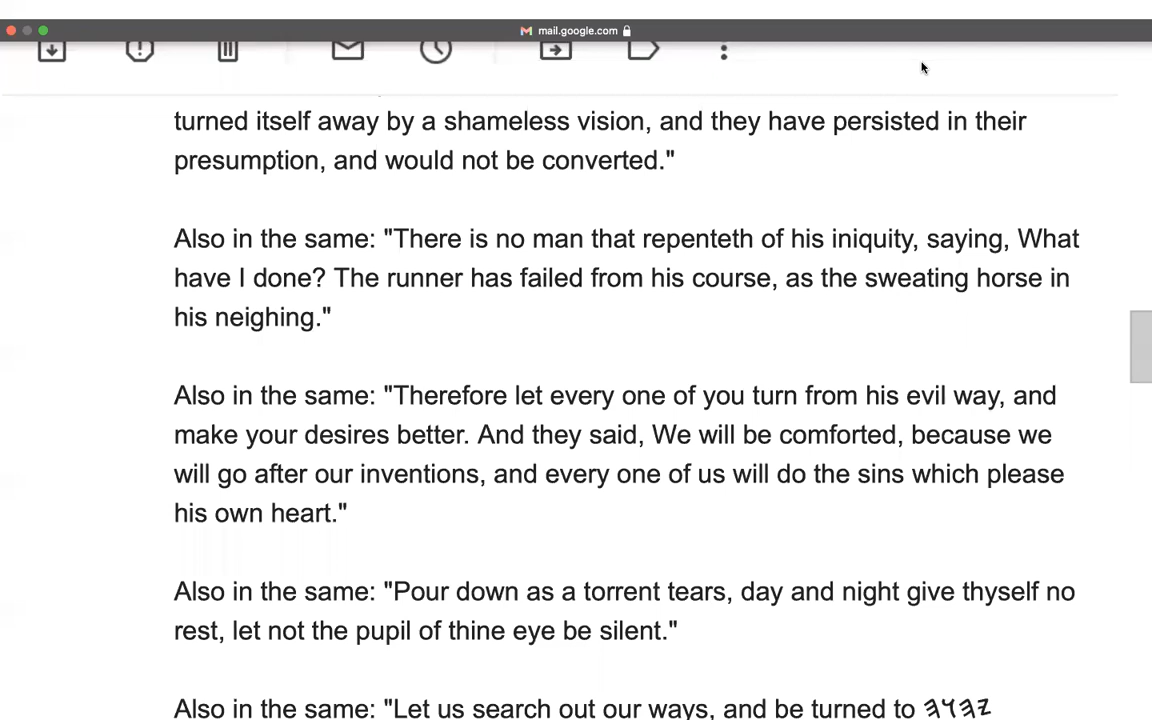 mail.google.com
turned itself away by a shameless vision, and they have persisted in their
presumption, and would not be converted."
Also in the same: "There is no man that repenteth of his iniquity, saying, What
have I done? The runner has failed from his course, as the sweating horse in
his neighing."
Also in the same: "Therefore let every one of you turn from his evil way, and
make your desires better. And they said, We will be comforted, because we
will go after our inventions, and every one of us will do the sins which please
his own heart."
Also in the same: "Pour down as a torrent tears, day and night give thyself no
rest, let not the pupil of thine eye be silent."
Also in the same: "Let us search out our ways, and be turned to 𐤉𐤄𐤅𐤄